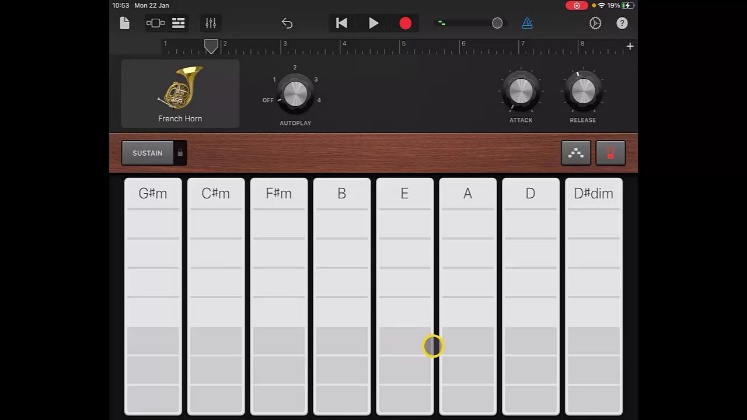 10:53 Mon 22 Jan
19%
1 2 3 4 5 6 7 8 +
French Horn
OFF 1 2 3 4
AUTOPLAY
ATTACK
RELEASE
SUSTAIN
G#m C#m F#m B E A D D#dim